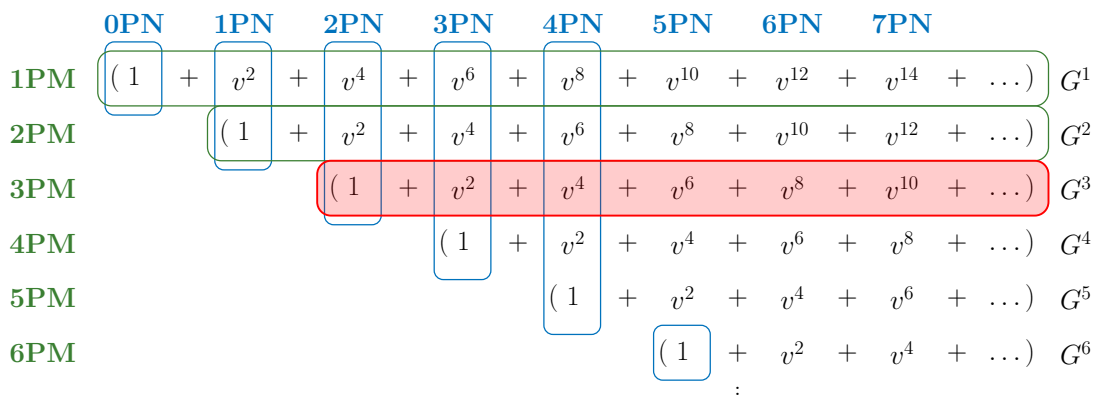 0PN 1PN 2PN 3PN 4PN 5PN 6PN 7PN
1PM ( 1 + v² + v⁴ + v⁶ + v⁸ + v¹⁰ + v¹² + v¹⁴ + ... ) G¹
2PM ( 1 + v² + v⁴ + v⁶ + v⁸ + v¹⁰ + v¹² + ... ) G²
3PM ( 1 + v² + v⁴ + v⁶ + v⁸ + v¹⁰ + ... ) G³
4PM ( 1 + v² + v⁴ + v⁶ + v⁸ + ... ) G⁴
5PM ( 1 + v² + v⁴ + v⁶ + ... ) G⁵
6PM ( 1 + v² + v⁴ + ... ) G⁶
⋮